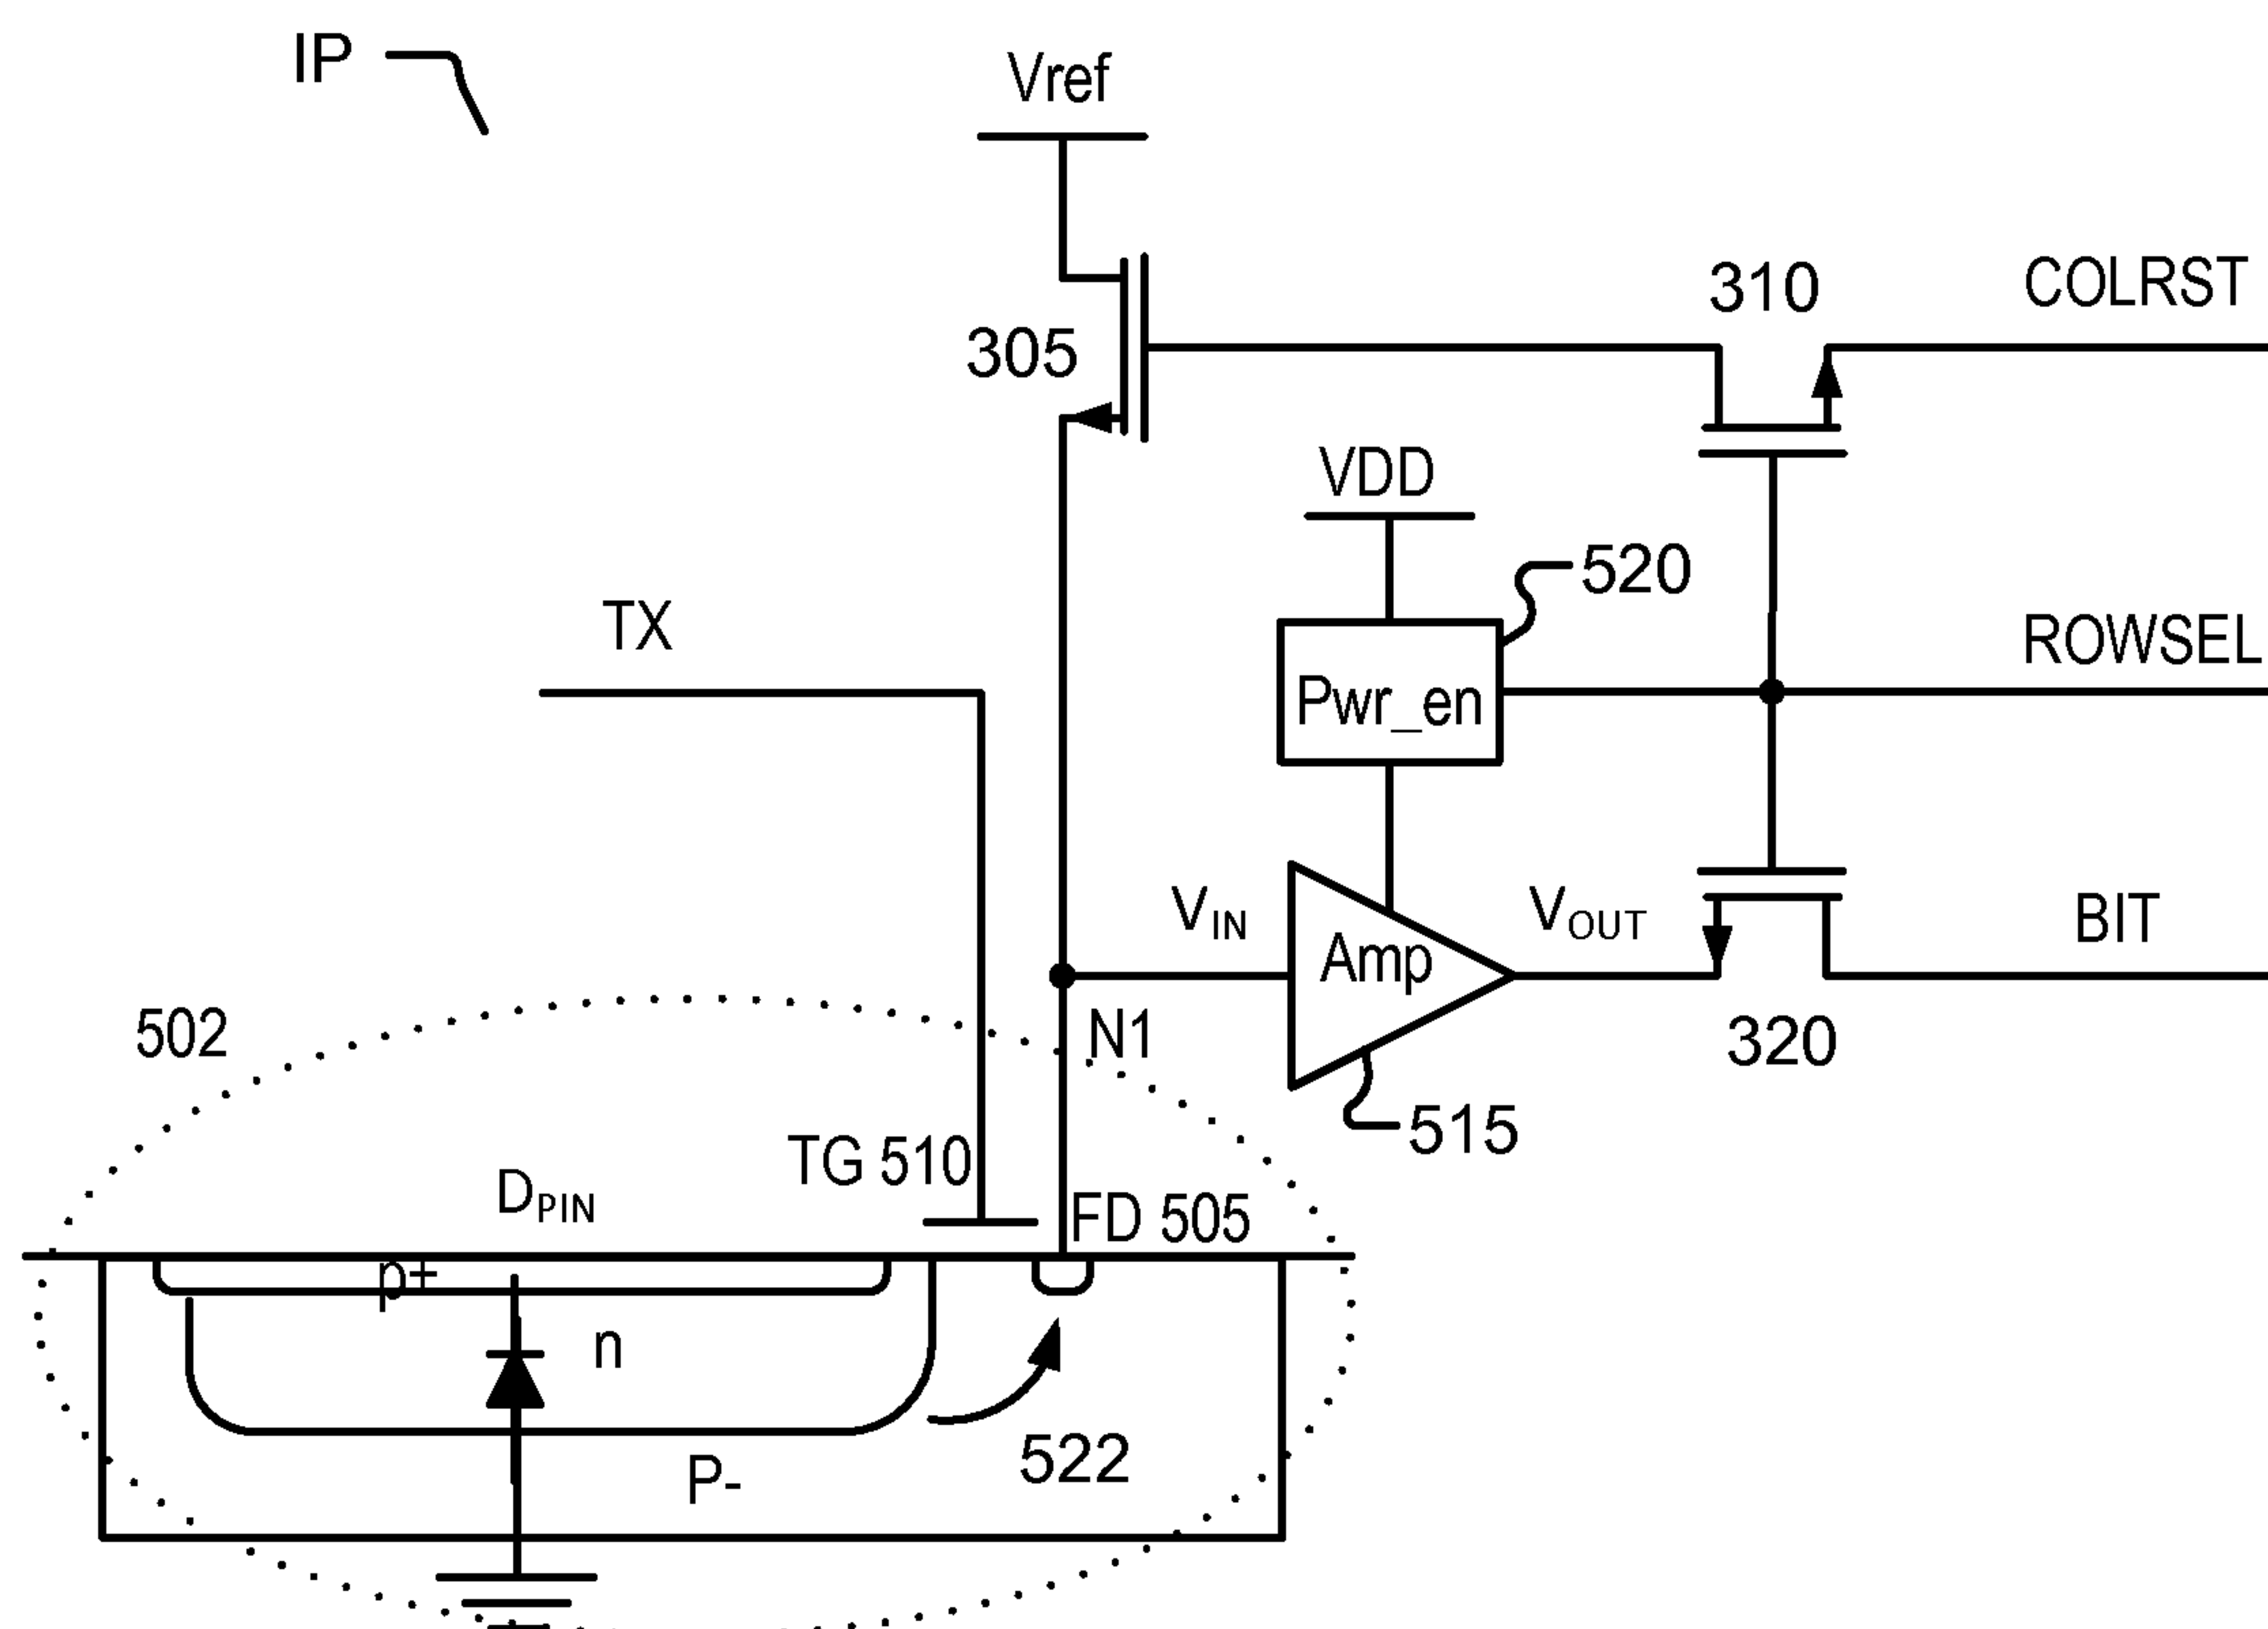 IP
Vref
310
COLRST
305
VDD
520
TX
ROWSEL
Pwr_en
VIN
Amp
VOUT
BIT
502
N1
320
515
TG 510
DPIN
FD 505
p+
n
522
P-